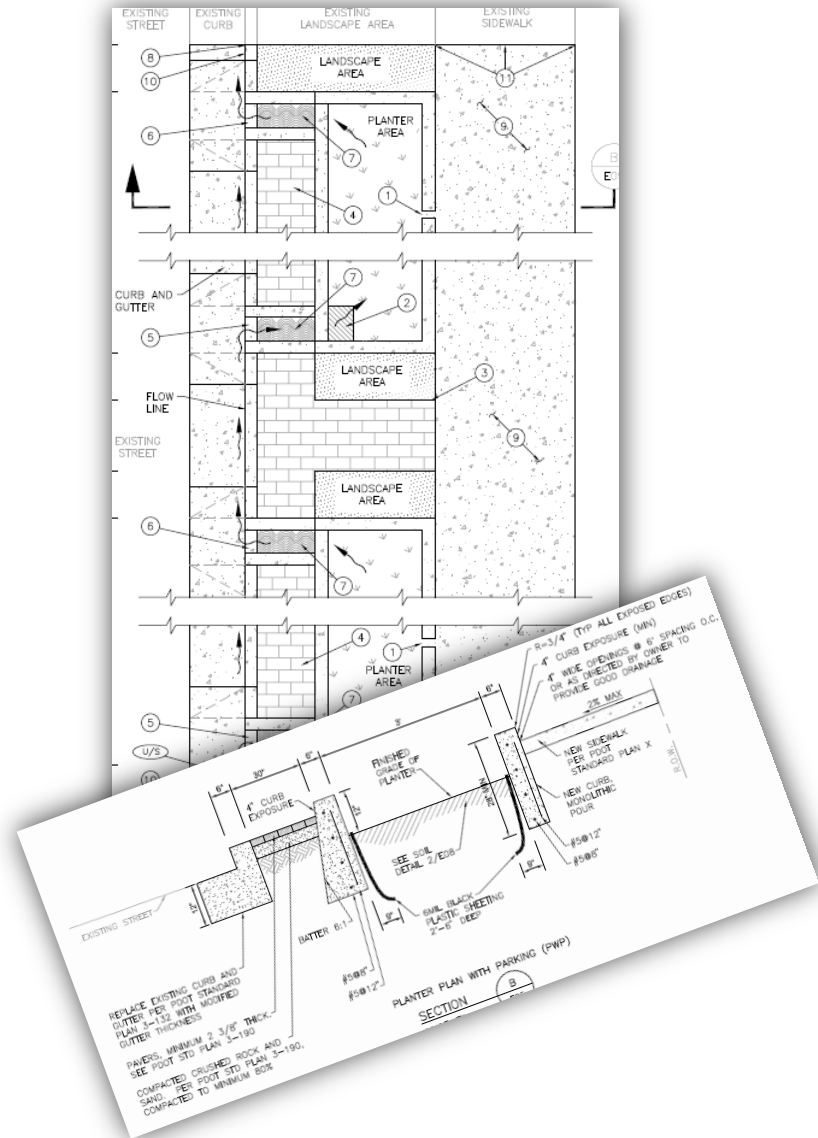 EXISTING
STREET
EXISTING
CURB
EXISTING
LANDSCAPE AREA
EXISTING
SIDEWALK
8
10
LANDSCAPE
AREA
11
6
PLANTER
AREA
9
7
B
4
1
7
CURB AND
GUTTER
2
5
LANDSCAPE
AREA
3
FLOW
LINE
9
EXISTING
STREET
LANDSCAPE
AREA
6
7
4
1
PLANTER
AREA
7
5
U/S
10
R=3/4" (TYP ALL EXPOSED EDGES)
4" CURB EXPOSURE (MIN)
4" WIDE OPENINGS @ 6' SPACING O.C.
OR AS DIRECTED BY OWNER TO
PROVIDE GOOD DRAINAGE
2% MAX
6"
3'
6"
30"
6"
FINISHED
GRADE OF
PLANTER
NEW SIDEWALK
PER PDOT
STANDARD PLAN X
R.O.W.
4" CURB
EXPOSURE
12"
NEW CURB,
MONOLITHIC
POUR
SEE SOIL
DETAIL 2/E08
#5@12"
#5@8"
12"
EXISTING STREET
9"
6MIL BLACK
PLASTIC SHEETING
2'-6" DEEP
9"
BATTER 6:1
#5@8"
#5@12"
REPLACE EXISTING CURB AND
GUTTER PER PDOT STANDARD
PLAN 3-132 WITH MODIFIED
GUTTER THICKNESS
PLANTER PLAN WITH PARKING (PWP)
SECTION
B
PAVERS, MINIMUM 2 3/8" THICK.
SEE PDOT STD PLAN 3-190
COMPACTED CRUSHED ROCK AND
SAND. PER PDOT STD PLAN 3-190,
COMPACTED TO MINIMUM 80%